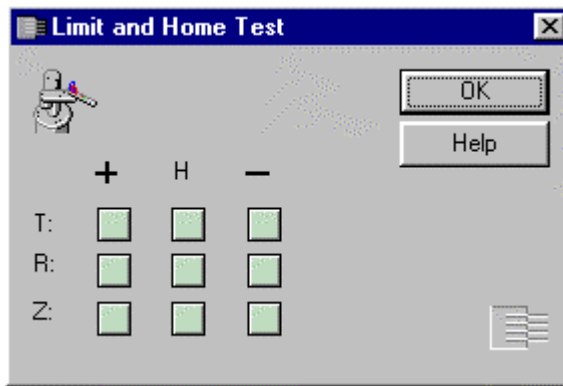 Limit and Home Test
OK
Help
+ H −
T:
R:
Z: